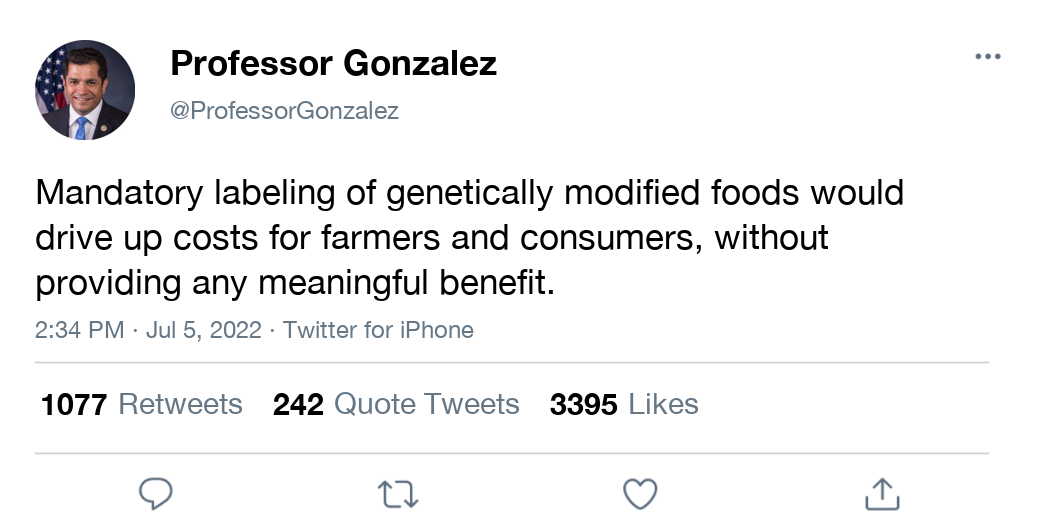 Professor Gonzalez
@ProfessorGonzalez
Mandatory labeling of genetically modified foods would
drive up costs for farmers and consumers, without
providing any meaningful benefit.
2:34 PM · Jul 5, 2022 · Twitter for iPhone
1077 Retweets 242 Quote Tweets 3395 Likes